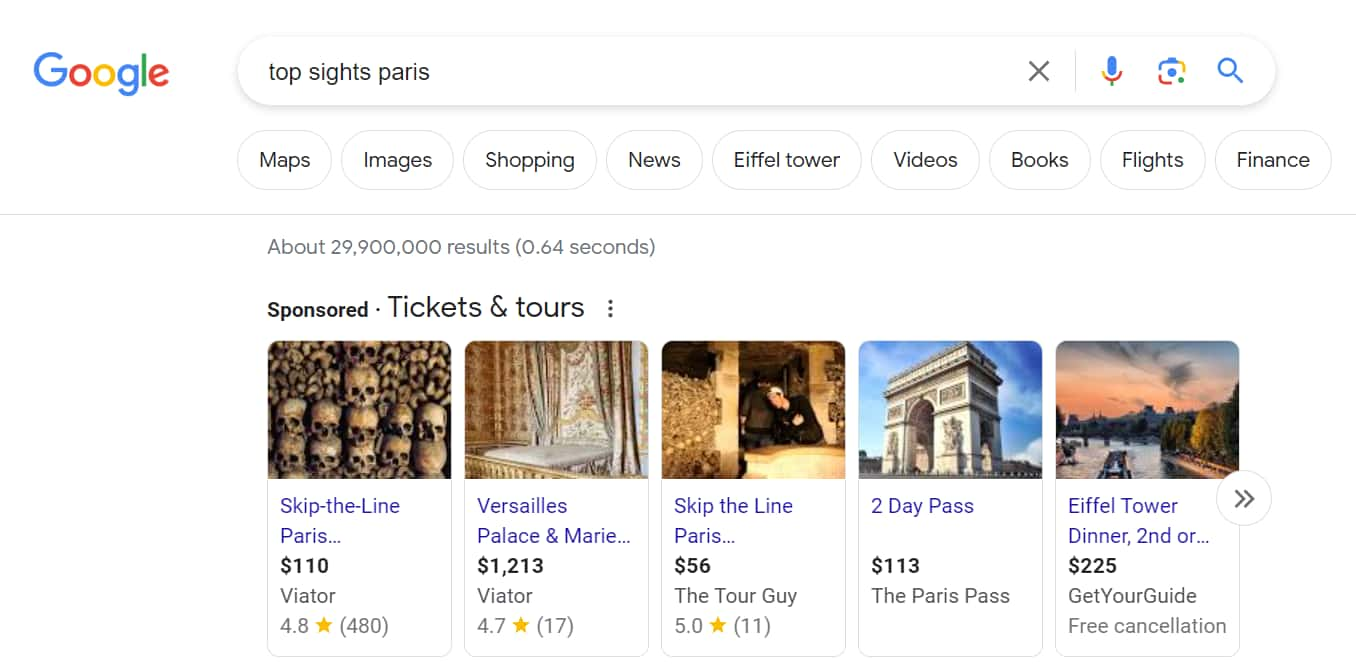 Google
top sights paris
Maps Images Shopping News Eiffel tower Videos Books Flights Finance
About 29,900,000 results (0.64 seconds)
Sponsored · Tickets & tours
Skip-the-Line
Paris...
$110
Viator
4.8 ★ (480)
Versailles
Palace & Marie...
$1,213
Viator
4.7 ★ (17)
Skip the Line
Paris...
$56
The Tour Guy
5.0 ★ (11)
2 Day Pass
$113
The Paris Pass
Eiffel Tower
Dinner, 2nd or...
$225
GetYourGuide
Free cancellation